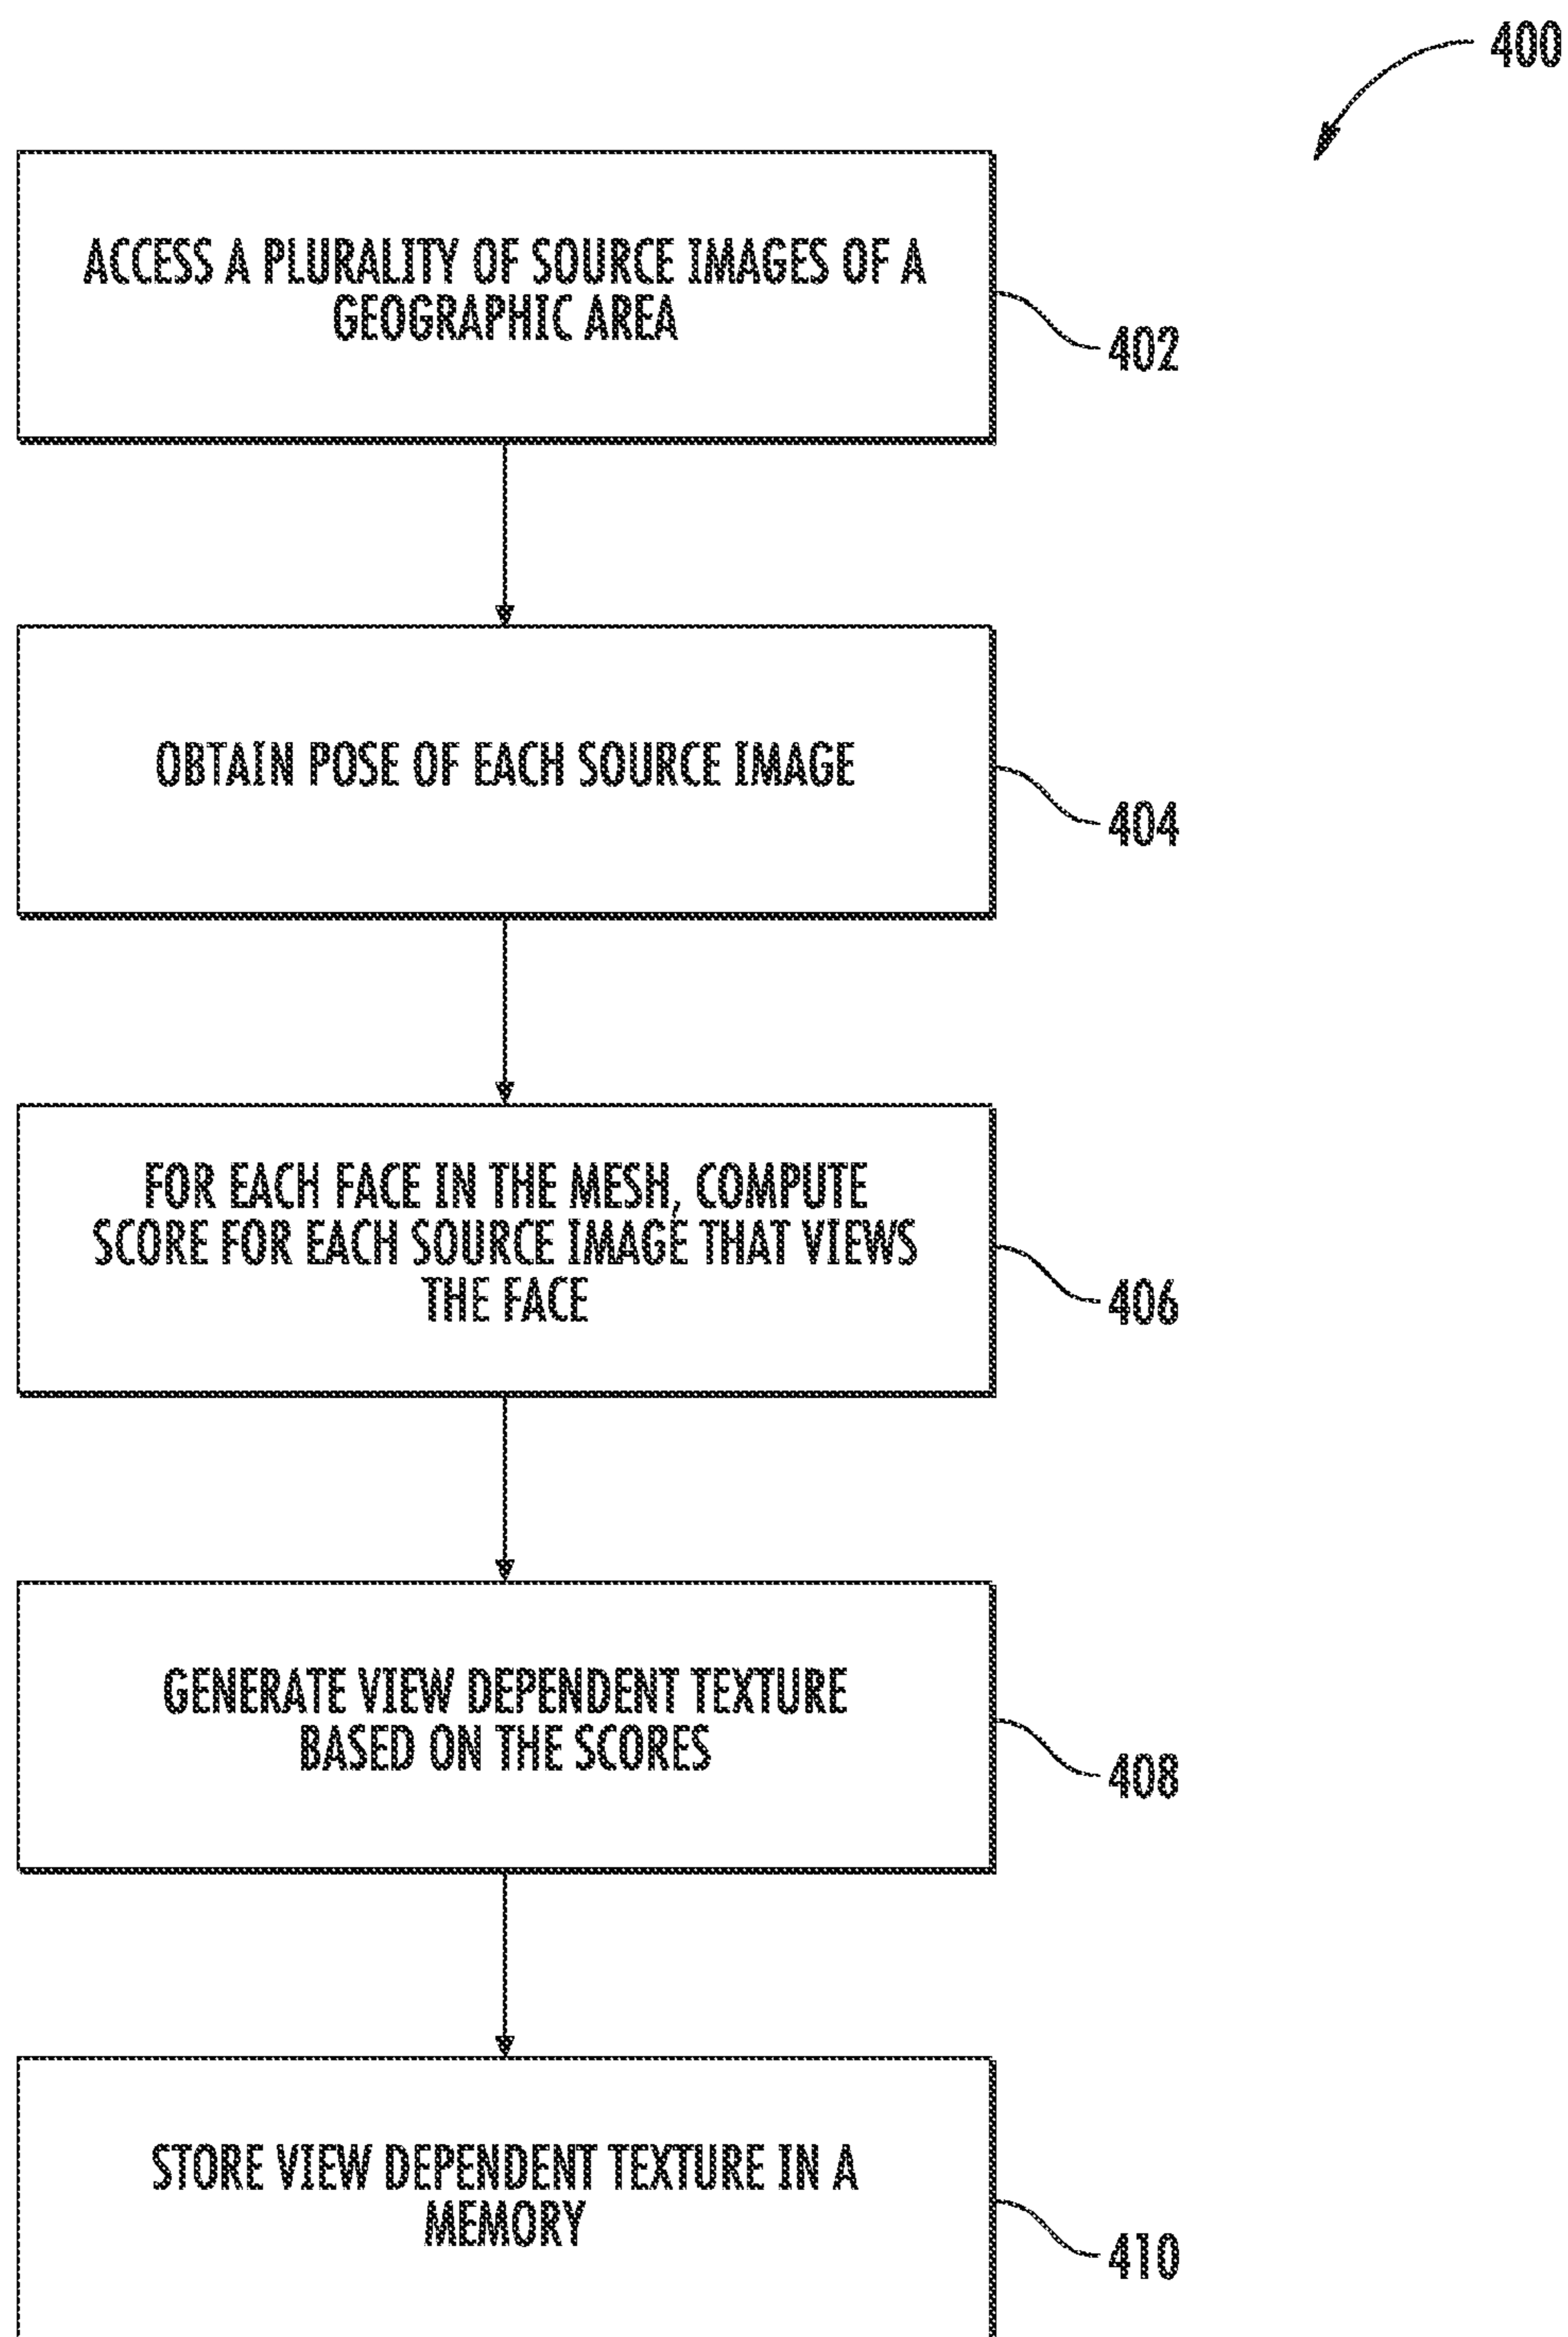 400
ACCESS A PLURALITY OF SOURCE IMAGES OF A
GEOGRAPHIC AREA
402
OBTAIN POSE OF EACH SOURCE IMAGE
404
FOR EACH FACE IN THE MESH, COMPUTE
SCORE FOR EACH SOURCE IMAGE THAT VIEWS
THE FACE
406
GENERATE VIEW DEPENDENT TEXTURE
BASED ON THE SCORES
408
STORE VIEW DEPENDENT TEXTURE IN A
MEMORY
410